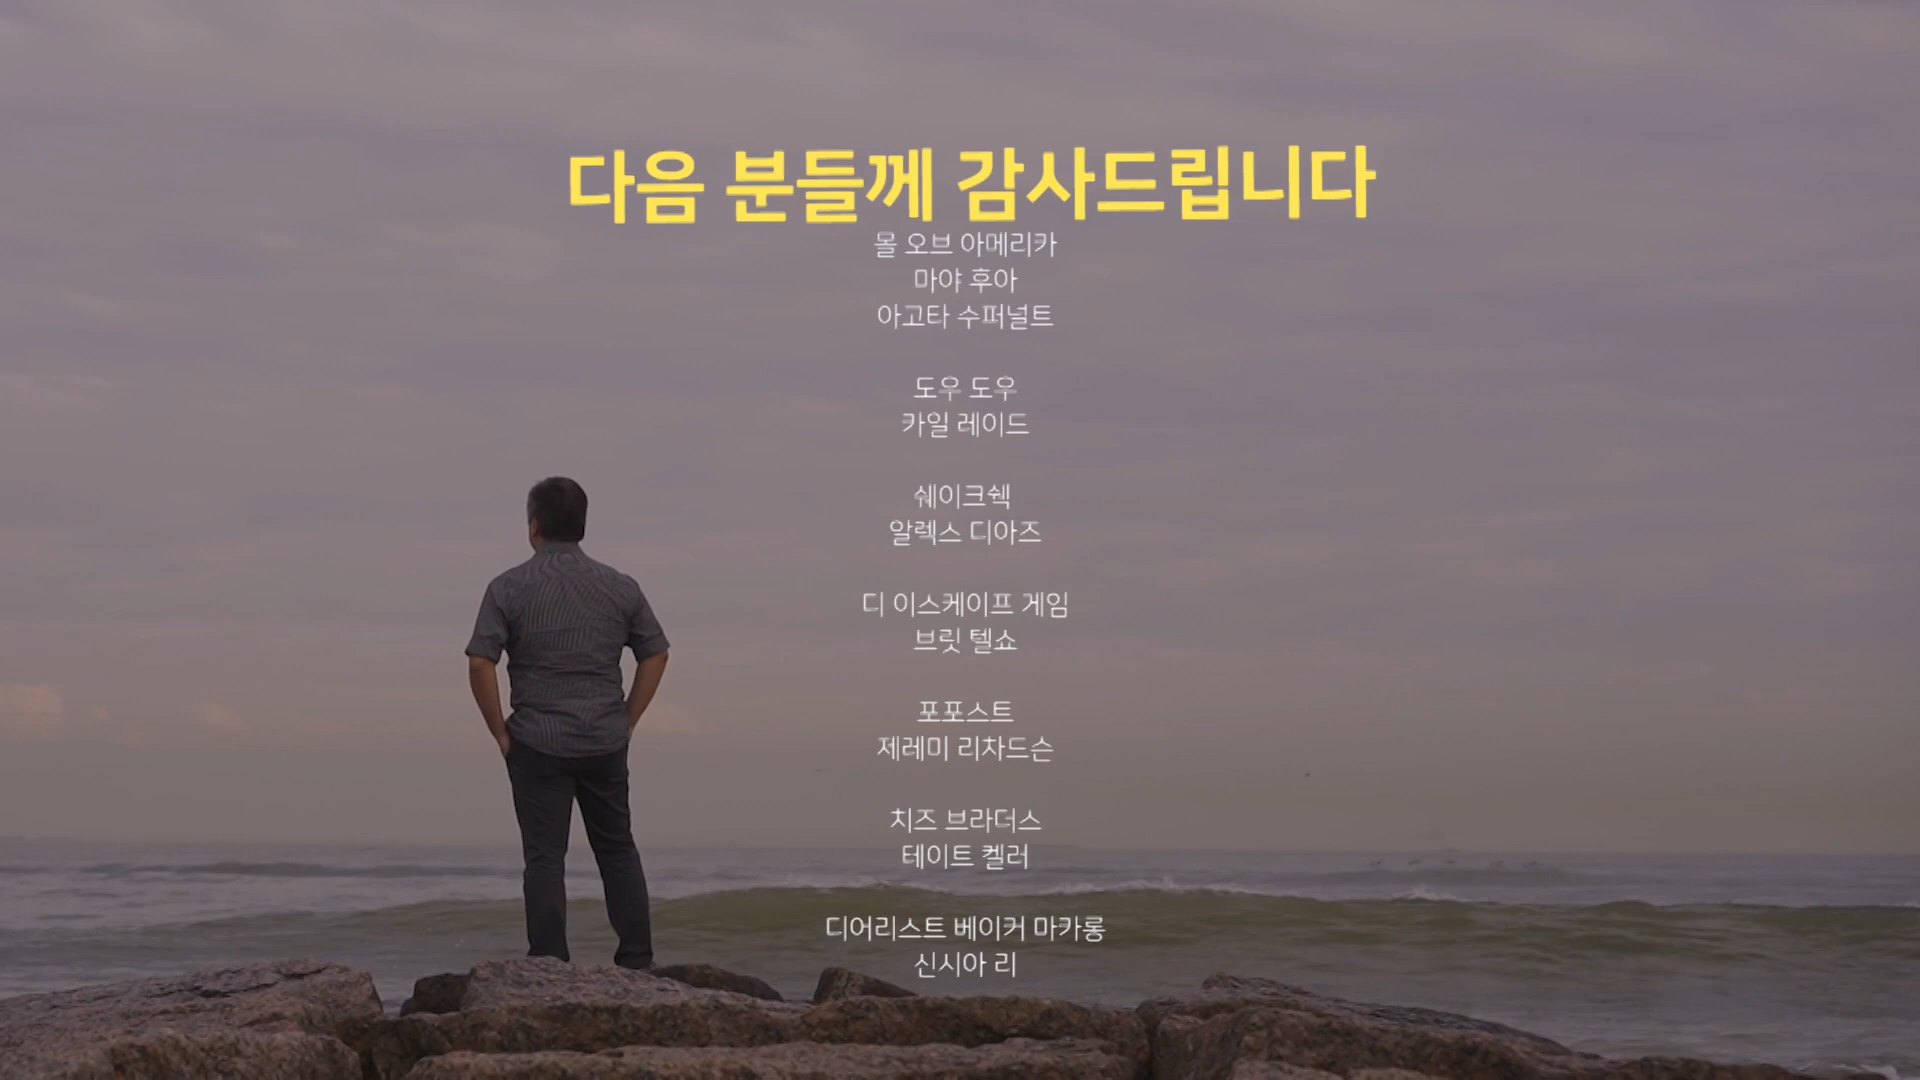 다음 분들께 감사드립니다
몰 오브 아메리카
마야 후아
아고타 수퍼널트
도우 도우
카일 레이드
쉐이크쉑
알렉스 디아즈
디 이스케이프 게임
브릿 텔쇼
포포스트
제레미 리차드슨
치즈 브라더스
테이트 켈러
디어리스트 베이커 마카롱
신시아 리